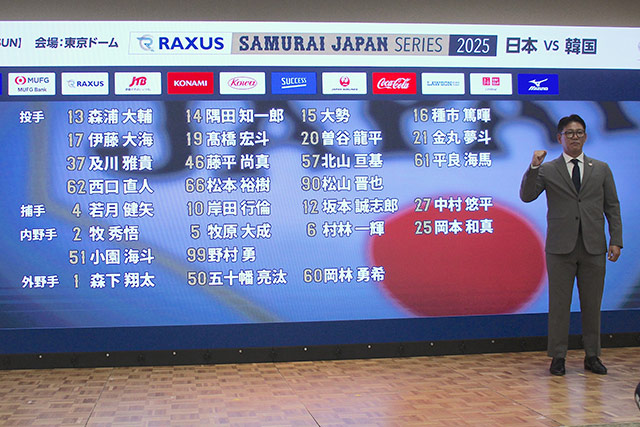 SUN】 会場:東京ドーム RAXUS SAMURAI JAPAN SERIES 2025 日本 VS 韓国
MUFG MUFG Bank RAXUS JTB KONAMI Kowa SUCCESS JAPAN AIRLINES Coca-Cola LAWSON UNI QLO MIZUNO
投手 13 森浦 大輔 14 隅田 知一郎 15 大勢 16 種市 篤暉
17 伊藤 大海 19 髙橋 宏斗 20 曽谷 龍平 21 金丸 夢斗
37 及川 雅貴 46 藤平 尚真 57 北山 亘基 61 平良 海馬
62 西口 直人 66 松本 裕樹 90 松山 晋也
捕手 4 若月 健矢 10 岸田 行倫 12 坂本 誠志郎 27 中村 悠平
内野手 2 牧 秀悟 5 牧原 大成 6 村林 一輝 25 岡本 和真
51 小園 海斗 99 野村 勇
外野手 1 森下 翔太 50 五十幡 亮汰 60 岡林 勇希